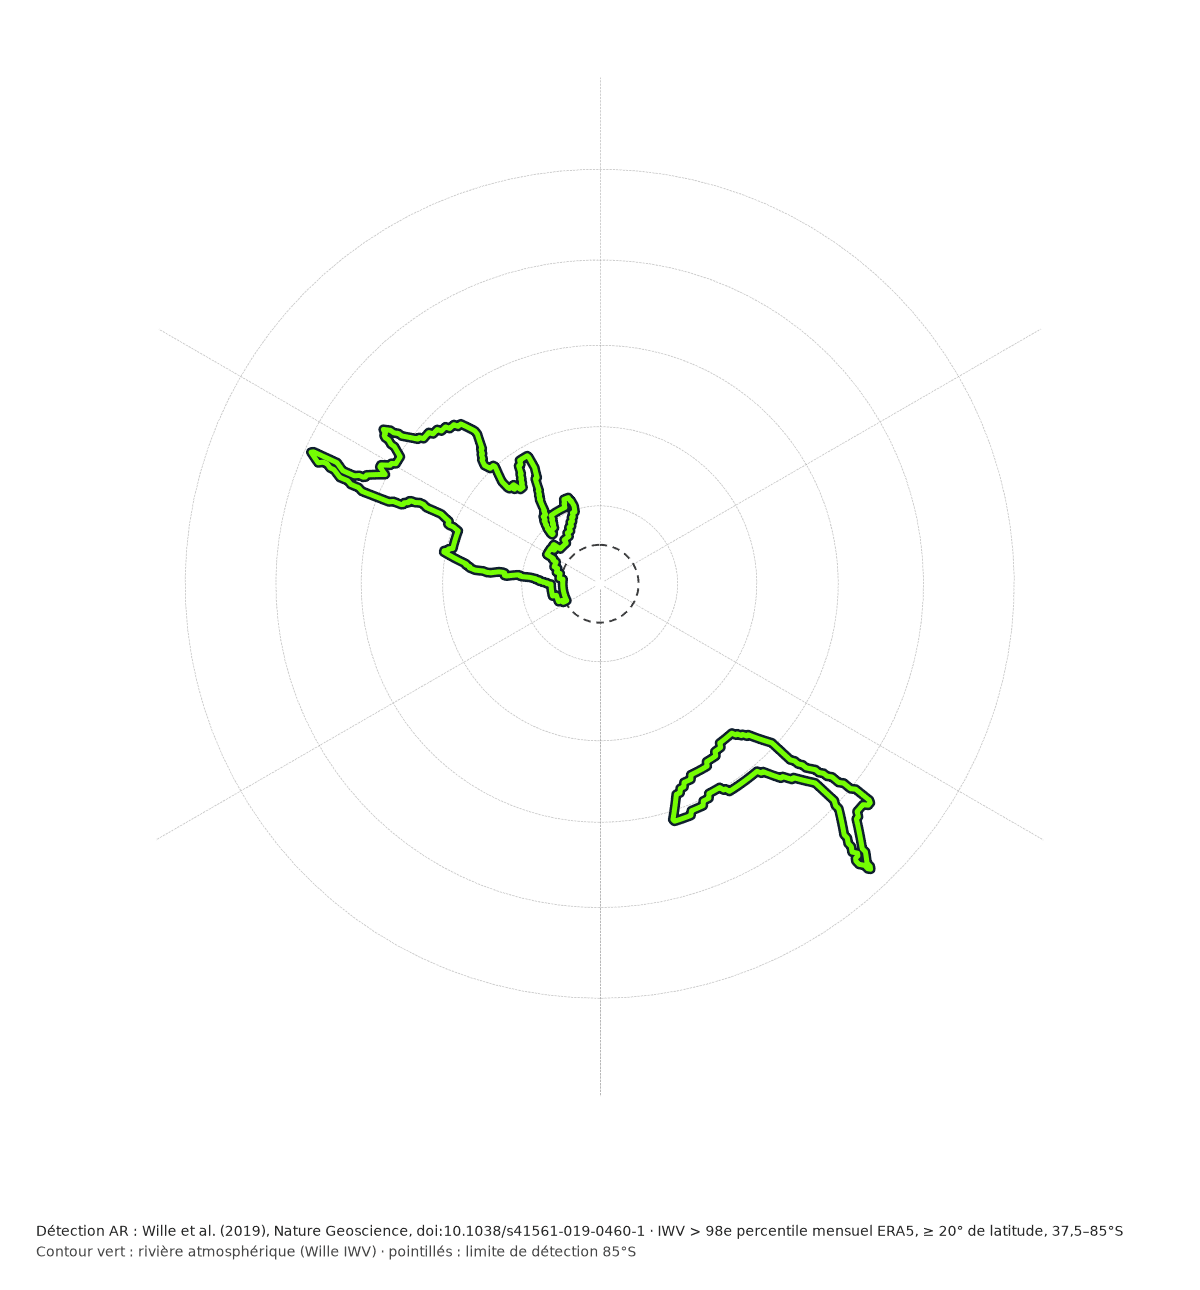 Détection AR : Wille et al. (2019), Nature Geoscience, doi:10.1038/s41561-019-0460-1 · IWV > 98e percentile mensuel ERA5, ≥ 20° de latitude, 37,5–85°S
Contour vert : rivière atmosphérique (Wille IWV) · pointillés : limite de détection 85°S